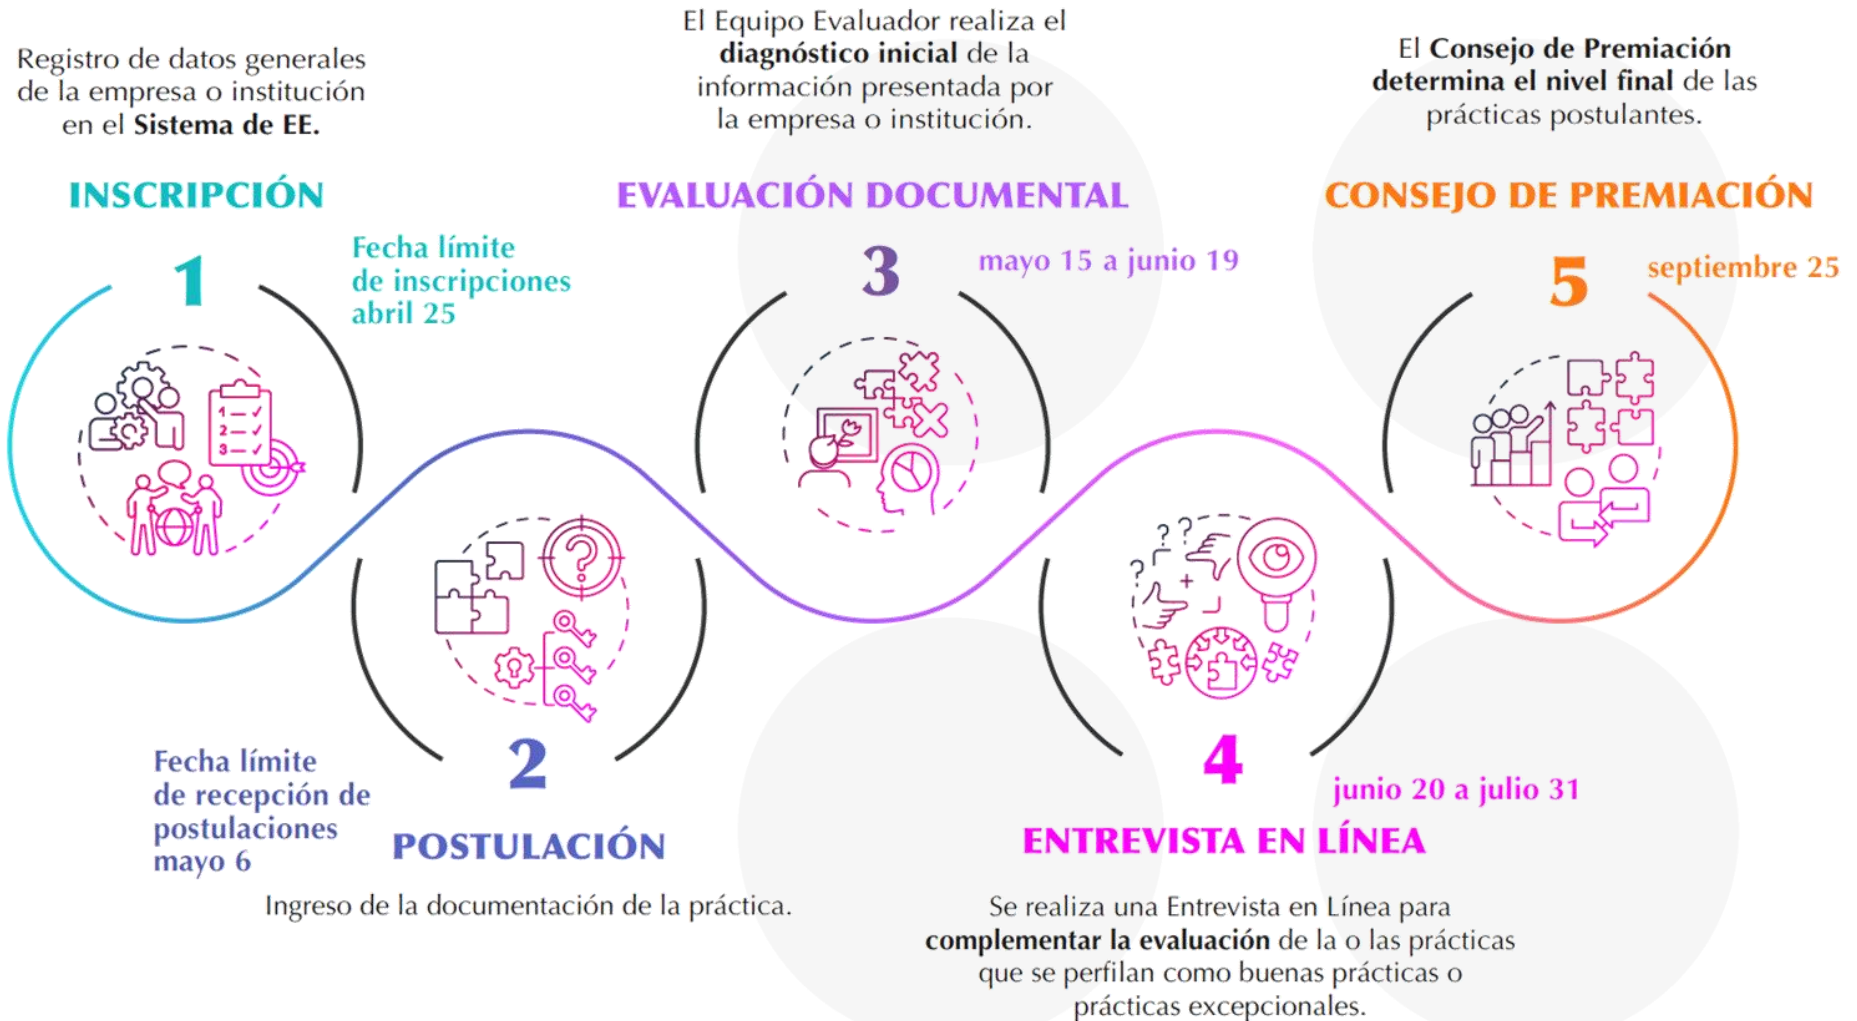 Registro de datos generales
de la empresa o institución
en el Sistema de EE.
INSCRIPCIÓN
1
Fecha límite
de inscripciones
abril 25
1
2
3
Fecha límite
de recepción de
postulaciones
mayo 6
2
POSTULACIÓN
Ingreso de la documentación de la práctica.
?
El Equipo Evaluador realiza el
diagnóstico inicial de la
información presentada por
la empresa o institución.
EVALUACIÓN DOCUMENTAL
3
mayo 15 a junio 19
? ?
?
+
4
junio 20 a julio 31
ENTREVISTA EN LÍNEA
Se realiza una Entrevista en Línea para
complementar la evaluación de la o las prácticas
que se perfilan como buenas prácticas o
prácticas excepcionales.
El Consejo de Premiación
determina el nivel final de las
prácticas postulantes.
CONSEJO DE PREMIACIÓN
5
septiembre 25